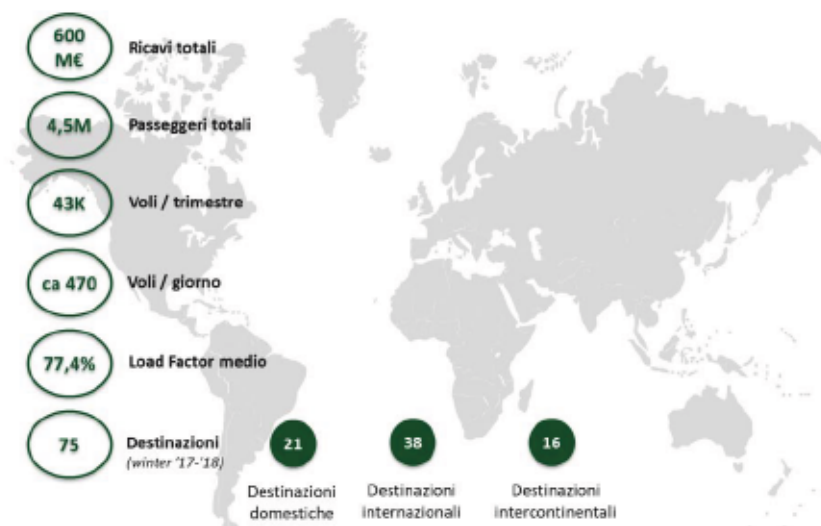 600
M€
Ricavi totali
4,5M
Passeggeri totali
43K
Voli / trimestre
ca 470
Voli / giorno
77,4%
Load Factor medio
75
Destinazioni
(winter '17-'18)
21
38
16
Destinazioni
domestiche
Destinazioni
internazionali
Destinazioni
intercontinentali